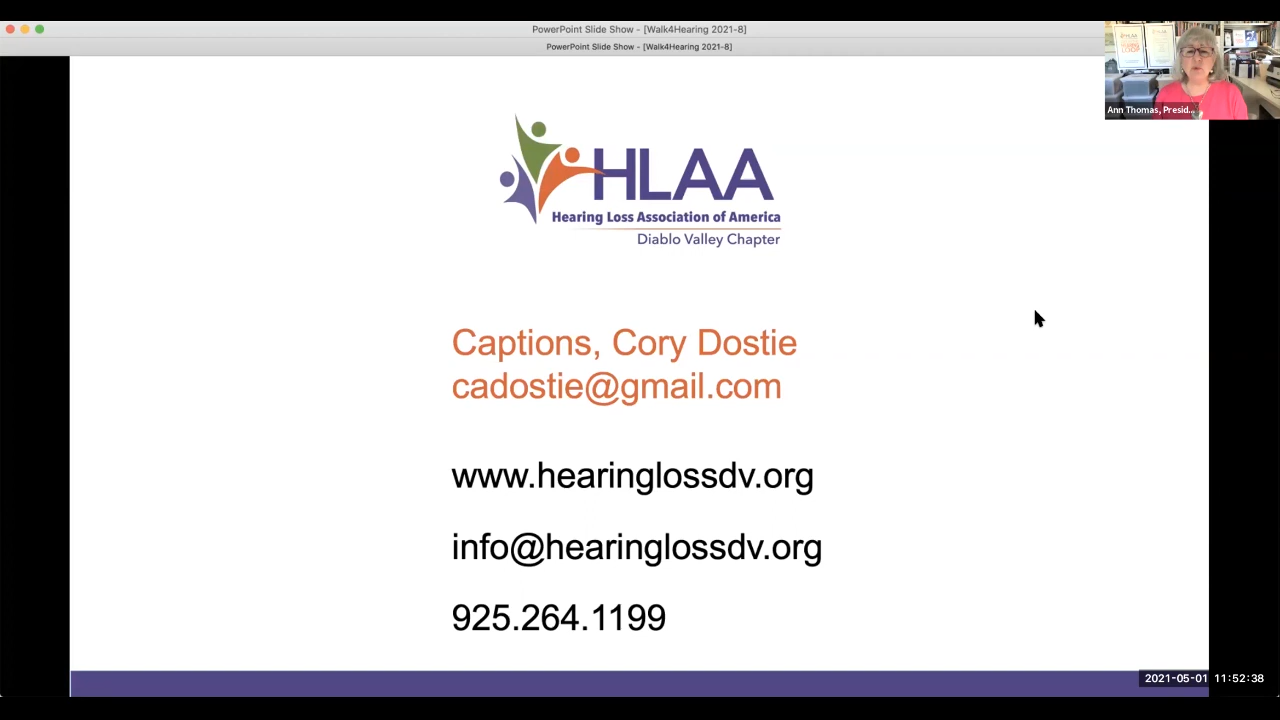 PowerPoint Slide Show - [Walk4Hearing 2021-8]
PowerPoint Slide Show - [Walk4Hearing 2021-8]
Ann Thomas, Presid...
HLAA
Hearing Loss Association of America
Diablo Valley Chapter
Captions, Cory Dostie
cadostie@gmail.com
www.hearinglossdv.org
info@hearinglossdv.org
925.264.1199
2021-05-01 11:52:38